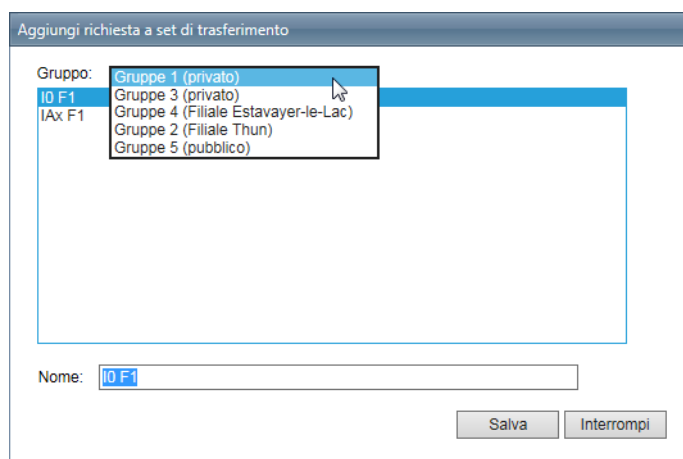 Aggiungi richiesta a set di trasferimento
Gruppo:
Gruppe 1 (privato)
Gruppe 3 (privato)
Gruppe 4 (Filiale Estavayer-le-Lac)
Gruppe 2 (Filiale Thun)
Gruppe 5 (pubblico)
I0 F1
IAx F1
Nome: I0 F1
Salva Interrompi